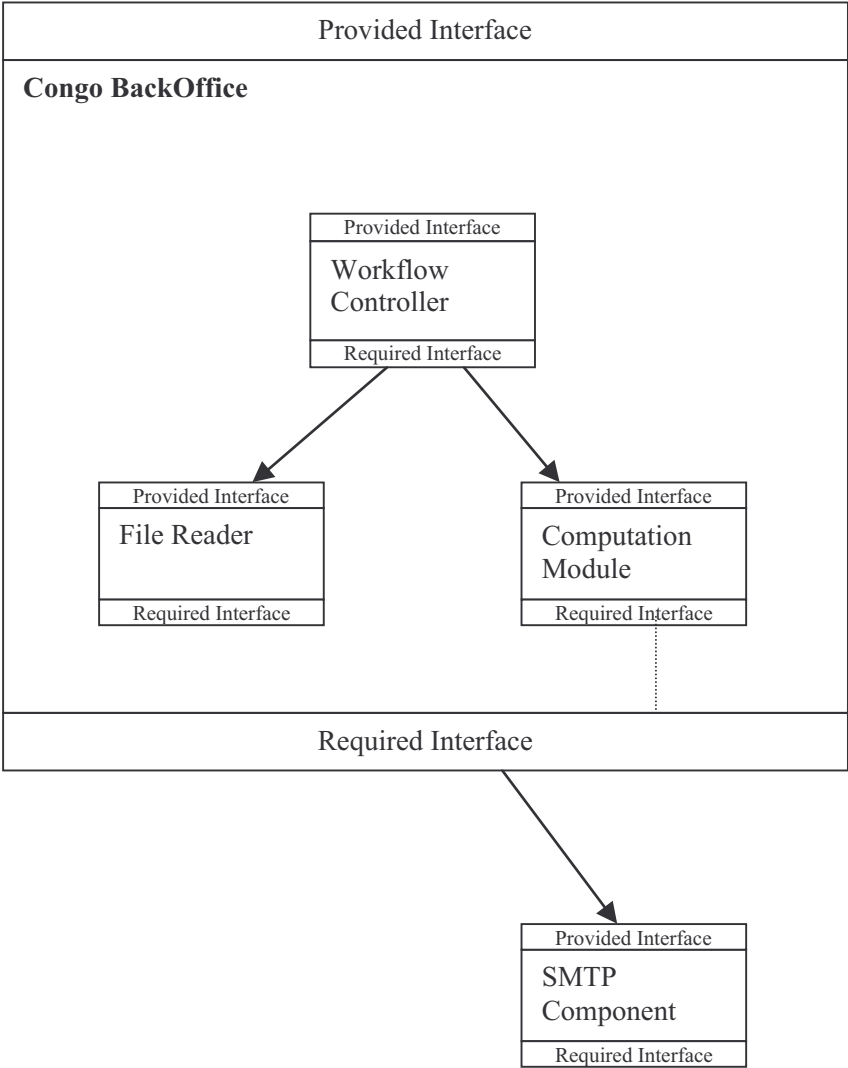 Provided Interface
Congo BackOffice
Provided Interface
Workflow
Controller
Required Interface
Provided Interface
File Reader
Required Interface
Provided Interface
Computation
Module
Required Interface
Required Interface
Provided Interface
SMTP
Component
Required Interface